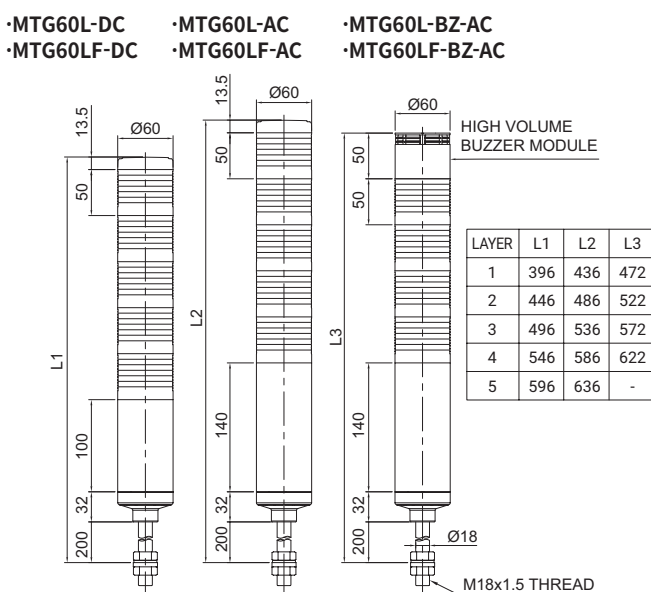 ·MTG60L-DC ·MTG60L-AC ·MTG60L-BZ-AC
·MTG60LF-DC ·MTG60LF-AC ·MTG60LF-BZ-AC
13.5
Ø60
50
L1
100
32
200
13.5
Ø60
50
L2
140
32
200
Ø60
HIGH VOLUME
BUZZER MODULE
50
50
L3
140
32
200
Ø18
M18x1.5 THREAD
LAYER L1 L2 L3
1 396 436 472
2 446 486 522
3 496 536 572
4 546 586 622
5 596 636 -